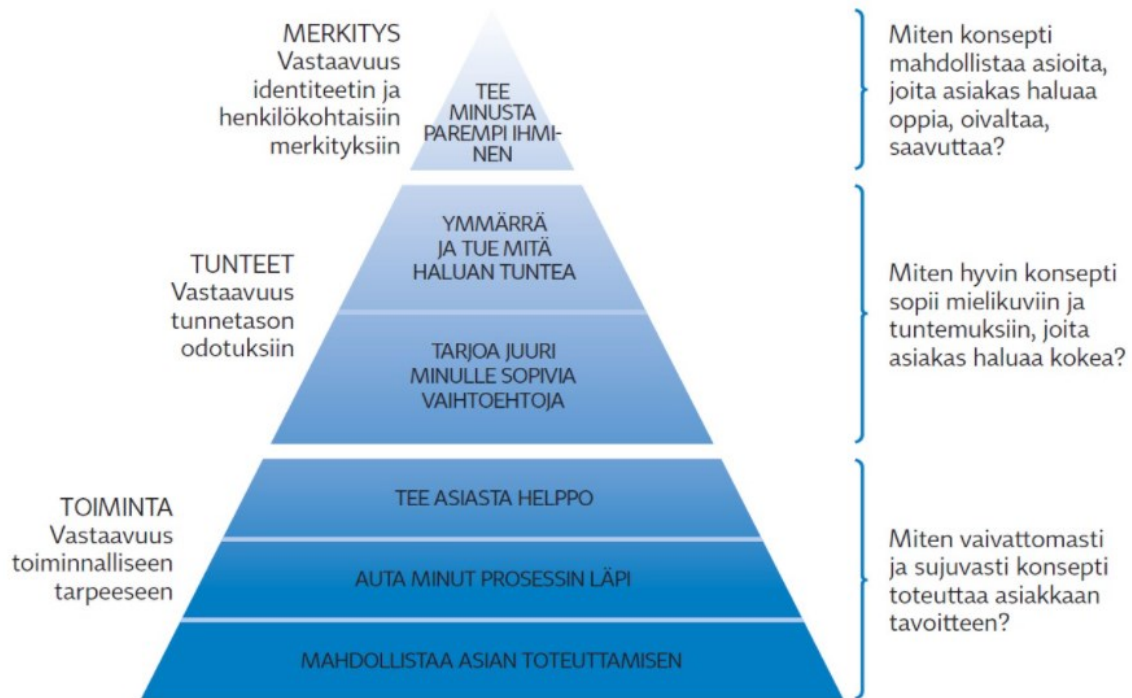 MERKITYS
Vastaavuus
identiteetin ja
henkilökohtaisiin
merkityksiin
TEE
MINUSTA
PAREMPI IHMI-
NEN
Miten konsepti
mahdollistaa asioita,
joita asiakas haluaa
oppia, oivaltaa,
saavuttaa?
TUNTEET
Vastaavuus
tunnetason
odotuksiin
YMMÄRRÄ
JA TUE MITÄ
HALUAN TUNTEA
TARJOA JUURI
MINULLE SOPIVIA
VAIHTOEHTOJA
Miten hyvin konsepti
sopii mielikuviin ja
tuntemuksiin, joita
asiakas haluaa kokea?
TOIMINTA
Vastaavuus
toiminnalliseen
tarpeeseen
TEE ASIASTA HELPPO
AUTA MINUT PROSESSIN LÄPI
MAHDOLLISTAA ASIAN TOTEUTTAMISEN
Miten vaivattomasti
ja sujuvasti konsepti
toteuttaa asiakkaan
tavoitteen?